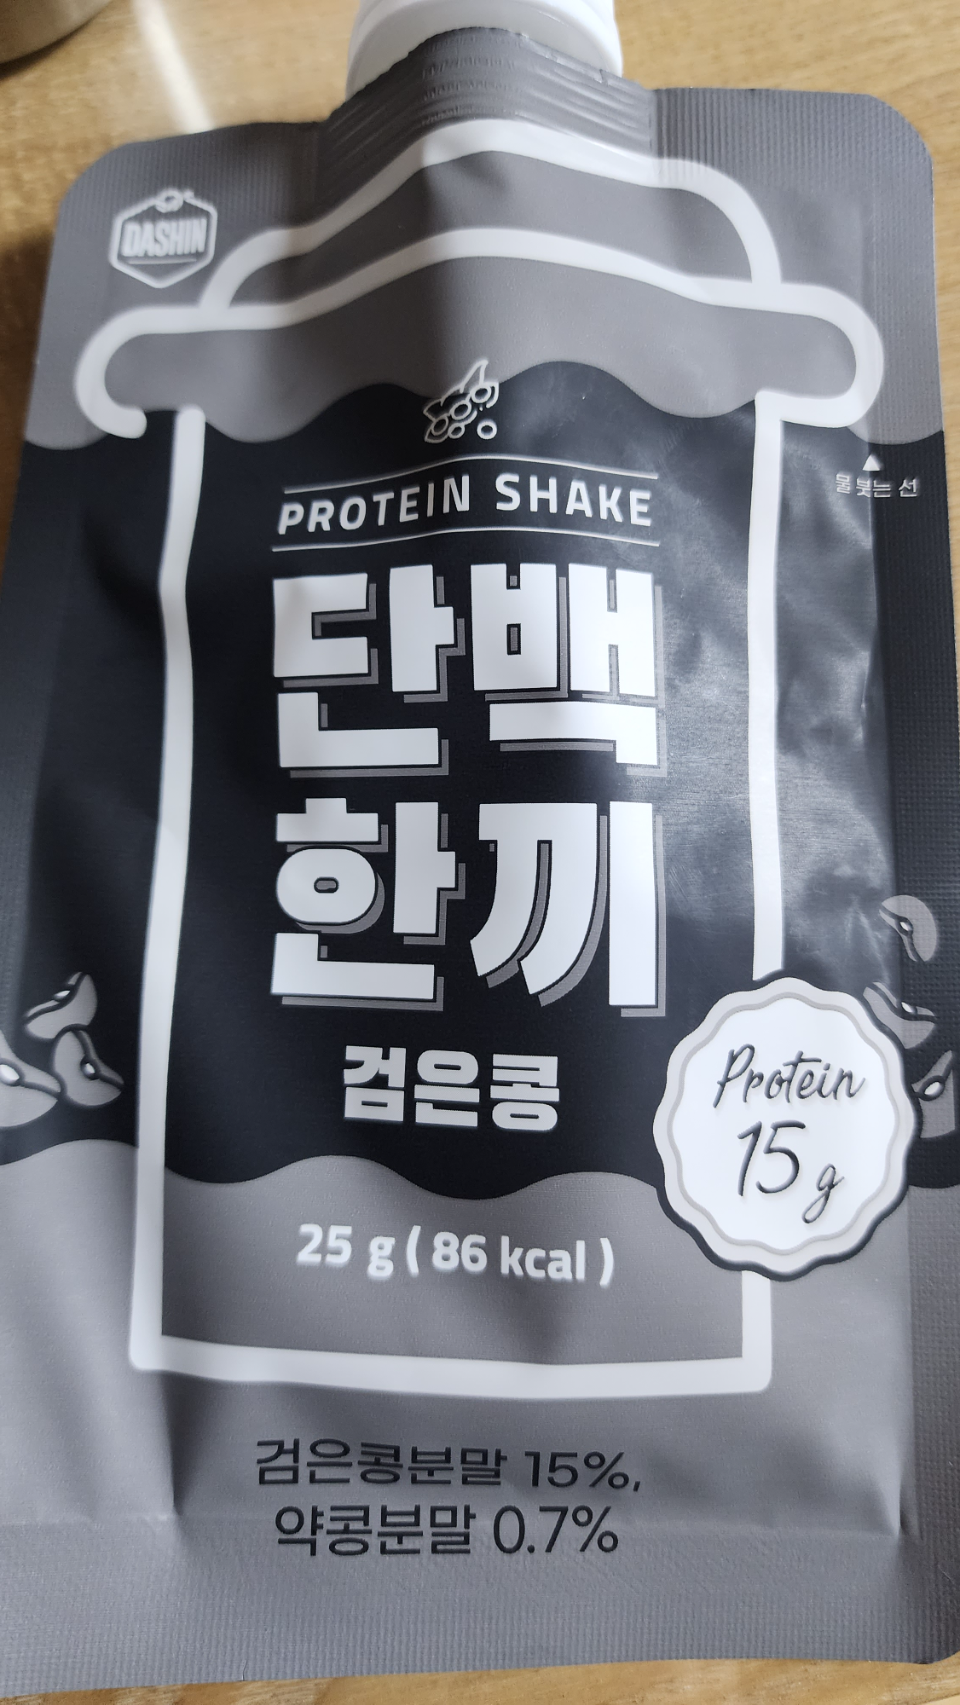 DASHIN
PROTEIN SHAKE
물 붓는 선
단백
한끼
검은콩
Protein
15 g
25 g ( 86 kcal )
검은콩분말 15%,
약콩분말 0.7%